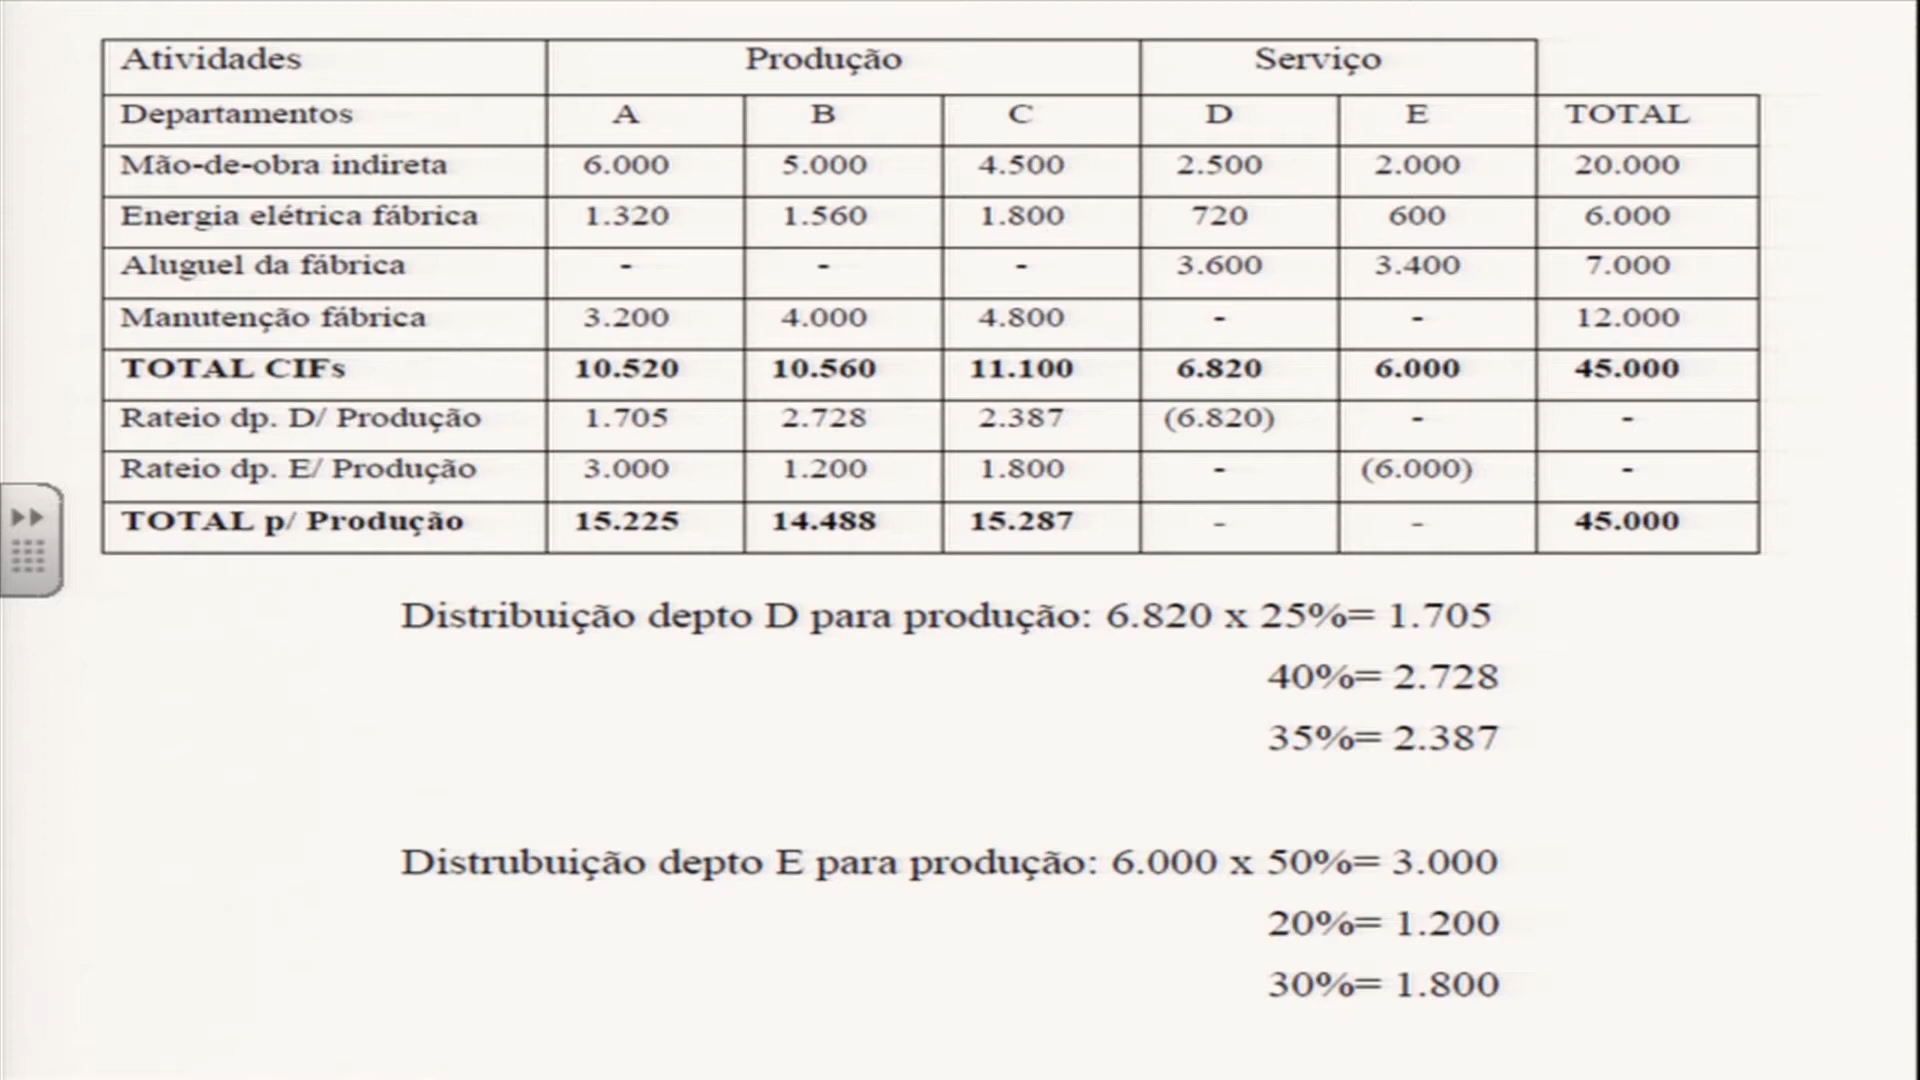 Atividades Produção Serviço
Departamentos A B C D E TOTAL
Mão-de-obra indireta 6.000 5.000 4.500 2.500 2.000 20.000
Energia elétrica fábrica 1.320 1.560 1.800 720 600 6.000
Aluguel da fábrica - - - 3.600 3.400 7.000
Manutenção fábrica 3.200 4.000 4.800 - - 12.000
TOTAL CIFs 10.520 10.560 11.100 6.820 6.000 45.000
Rateio dp. D/ Produção 1.705 2.728 2.387 (6.820) - -
Rateio dp. E/ Produção 3.000 1.200 1.800 - (6.000) -
TOTAL p/ Produção 15.225 14.488 15.287 - - 45.000
Distribuição depto D para produção: 6.820 x 25%= 1.705
40%= 2.728
35%= 2.387
Distrubuição depto E para produção: 6.000 x 50%= 3.000
20%= 1.200
30%= 1.800